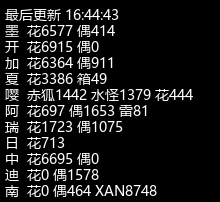 最后更新 16:44:43
墨 花6577 偶414
开 花6915 偶0
加 花6364 偶911
夏 花3386 箱49
嘤 赤狐1442 水怪1379 花444
阿 花697 偶1653 雷81
瑞 花1723 偶1075
日 花713
中 花6695 偶0
迪 花0 偶1578
南 花0 偶464 XAN8748